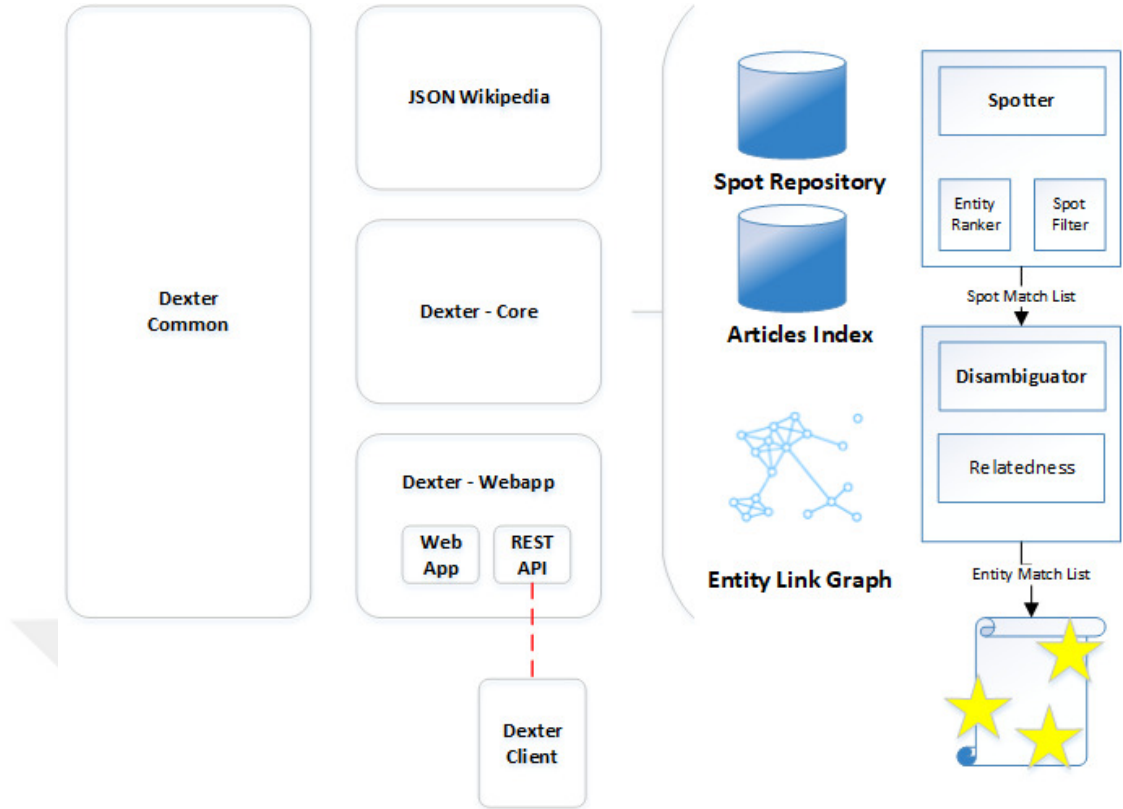 Dexter
Common
JSON Wikipedia
Dexter - Core
Dexter - Webapp
Web
App
REST
API
Dexter
Client
Spot Repository
Articles Index
Entity Link Graph
Spotter
Entity
Ranker
Spot
Filter
Spot Match List
Disambiguator
Relatedness
Entity Match List